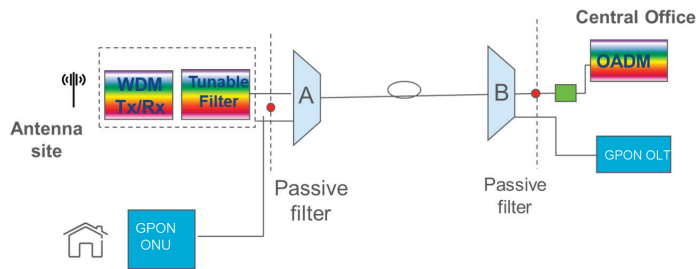 Central Office
WDM
Tx/Rx
Tunable
Filter
A
B
OADM
Antenna
site
Passive
filter
Passive
filter
GPON OLT
GPON
ONU